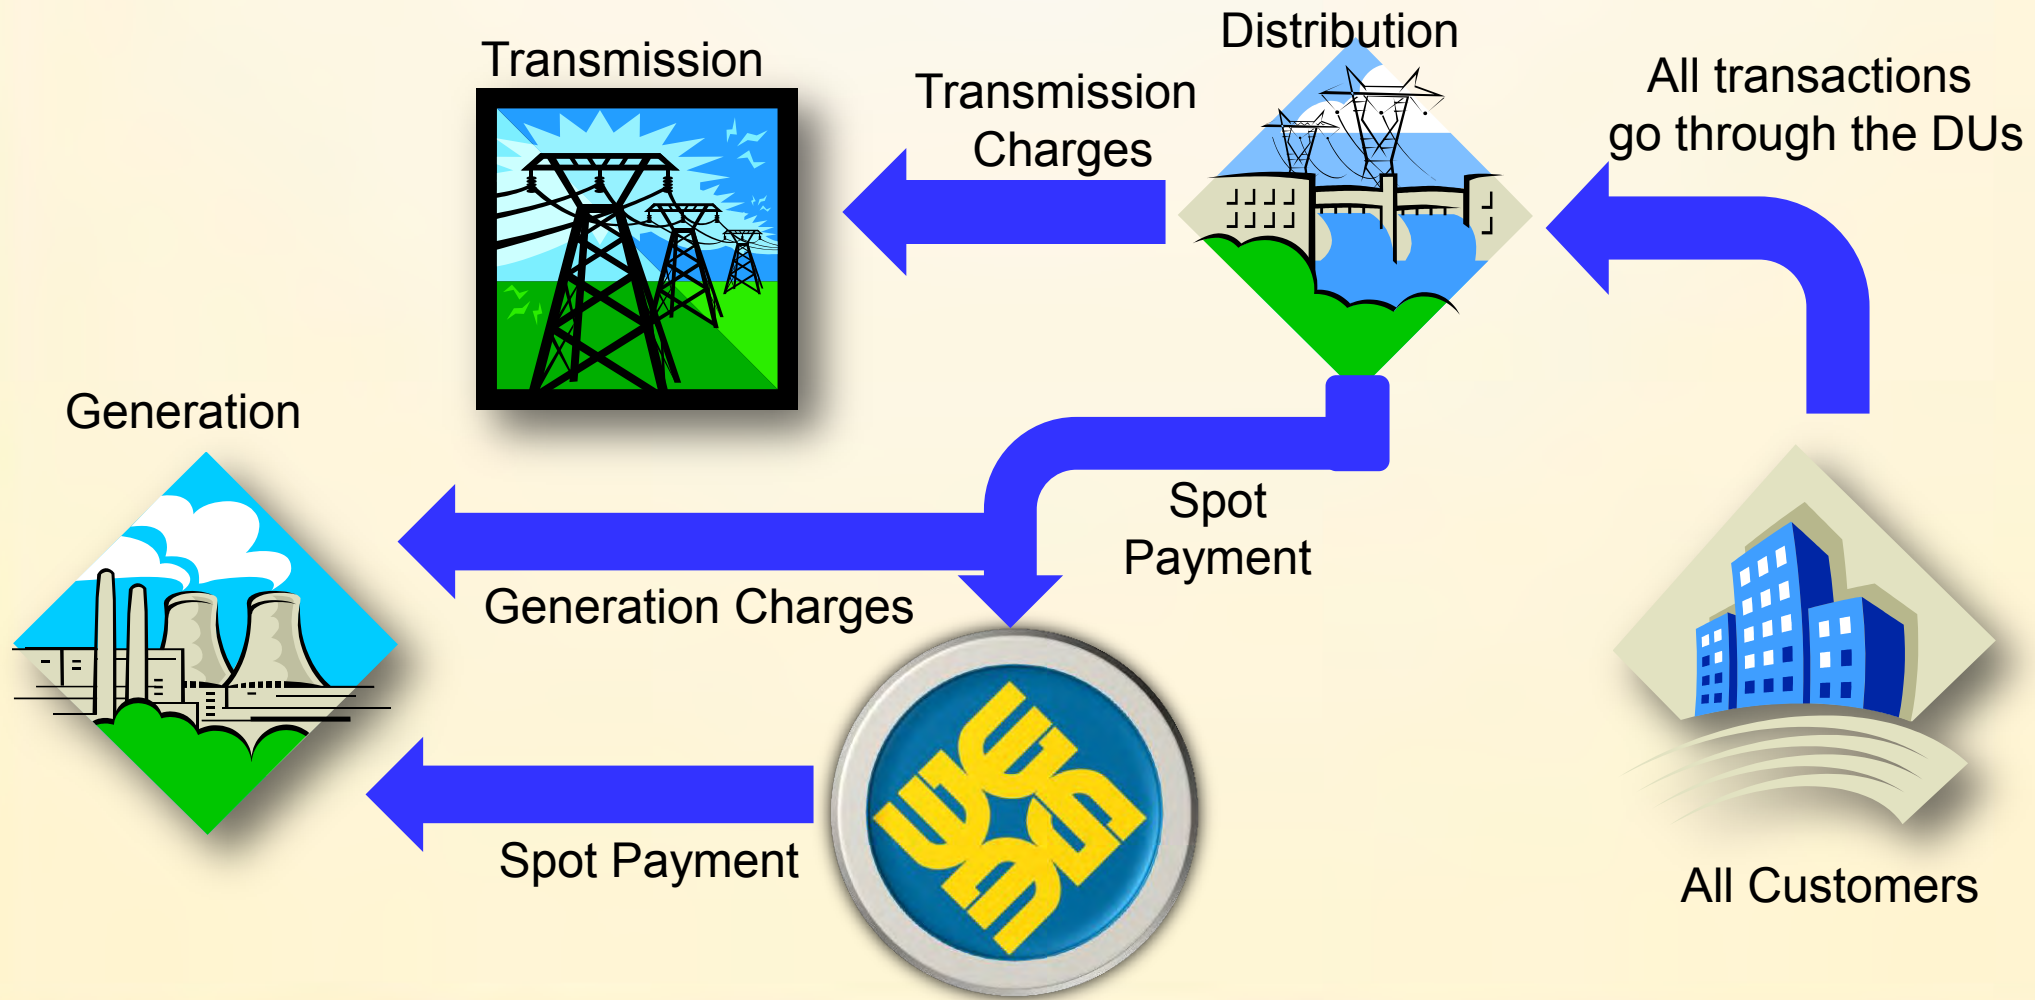 Distribution
Transmission
Transmission
Charges
All transactions
go through the DUs
Generation
Spot
Payment
Generation Charges
Spot Payment
All Customers